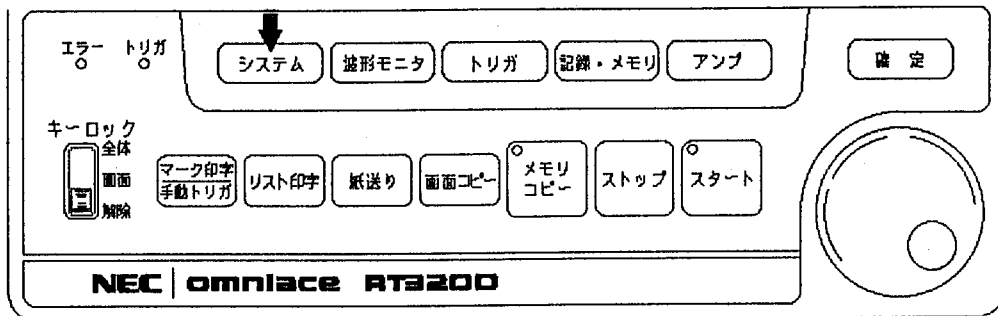 エラー トリガ
システム 波形モニタ トリガ 記録・メモリ アンプ 確定
キーロック
全体
画面
解除
マーク印字
手動トリガ
リスト印字 紙送り 画面コピー
メモリ
コピー
ストップ スタート
NEC omniace RT3200